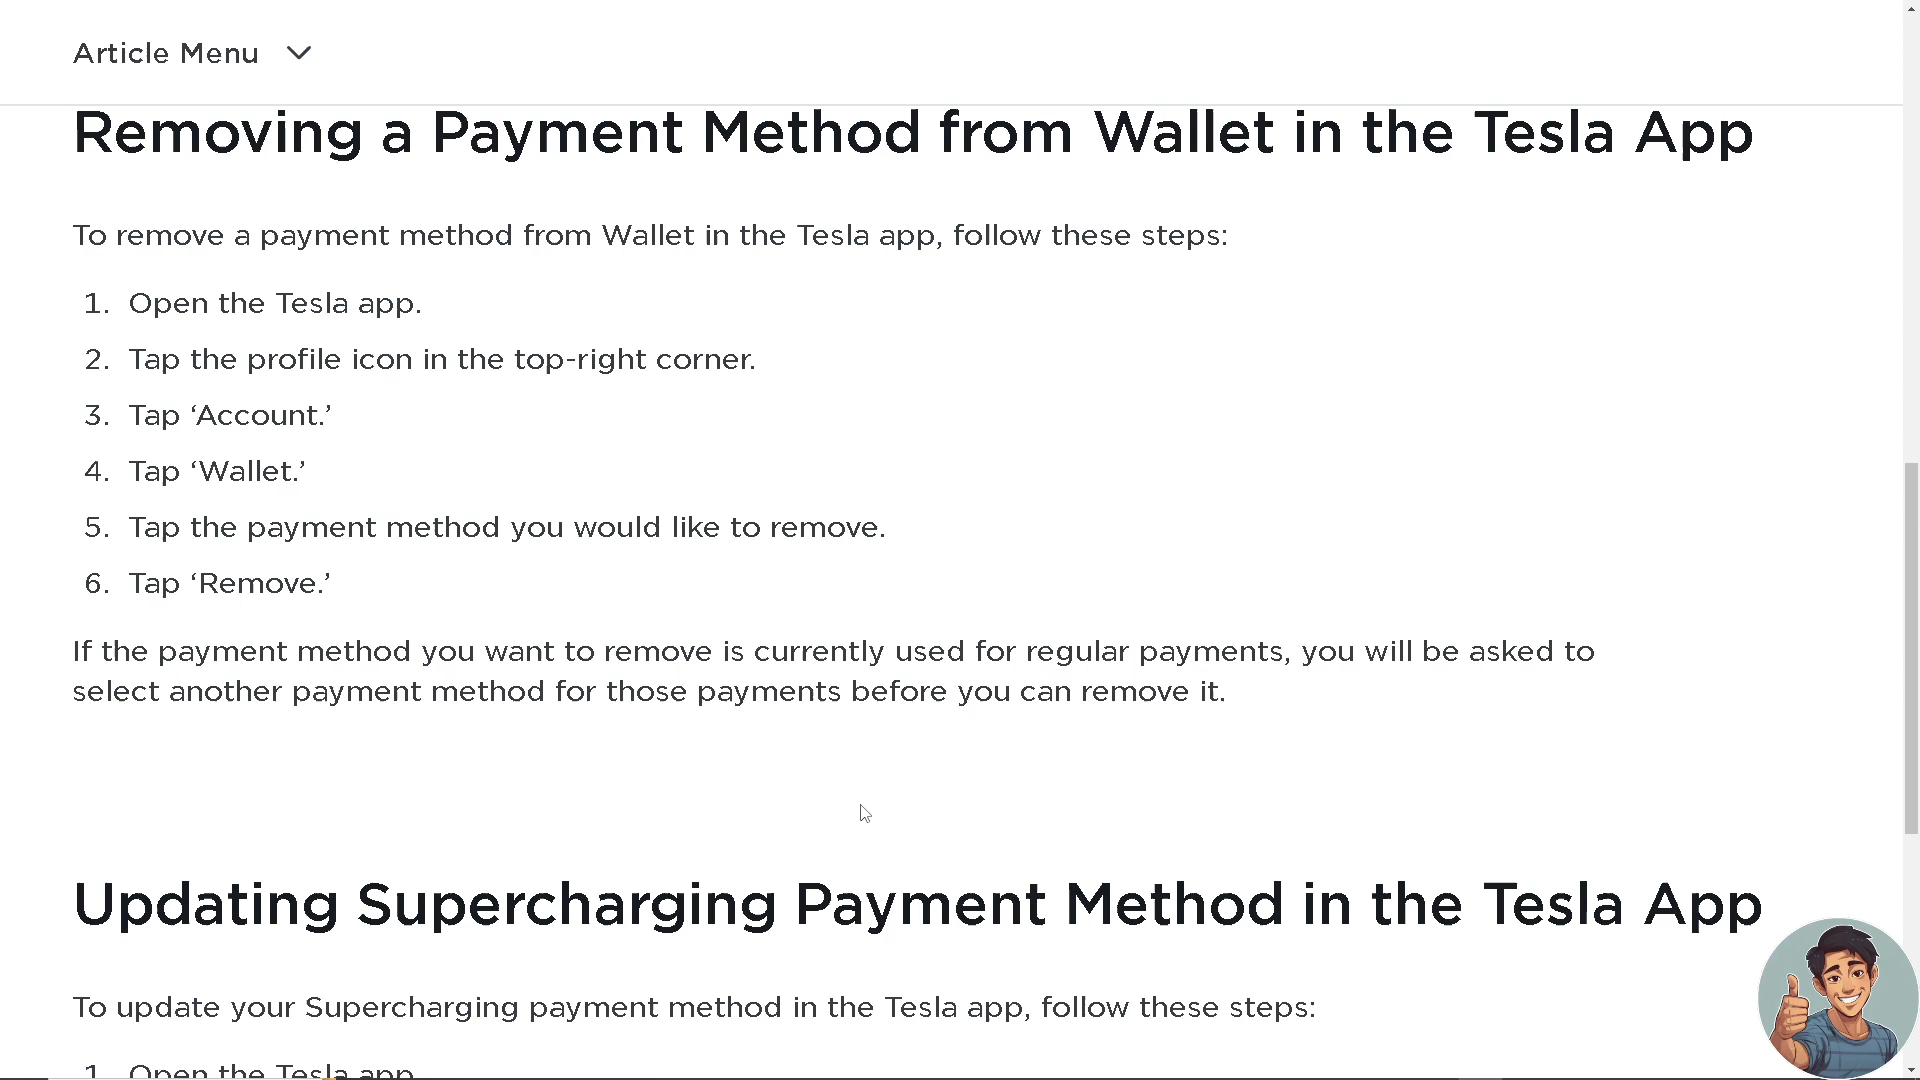 Article Menu
Removing a Payment Method from Wallet in the Tesla App
To remove a payment method from Wallet in the Tesla app, follow these steps:
1. Open the Tesla app.
2. Tap the profile icon in the top-right corner.
3. Tap ‘Account.’
4. Tap ‘Wallet.’
5. Tap the payment method you would like to remove.
6. Tap ‘Remove.’
If the payment method you want to remove is currently used for regular payments, you will be asked to
select another payment method for those payments before you can remove it.
Updating Supercharging Payment Method in the Tesla App
To update your Supercharging payment method in the Tesla app, follow these steps:
1. Open the Tesla app.